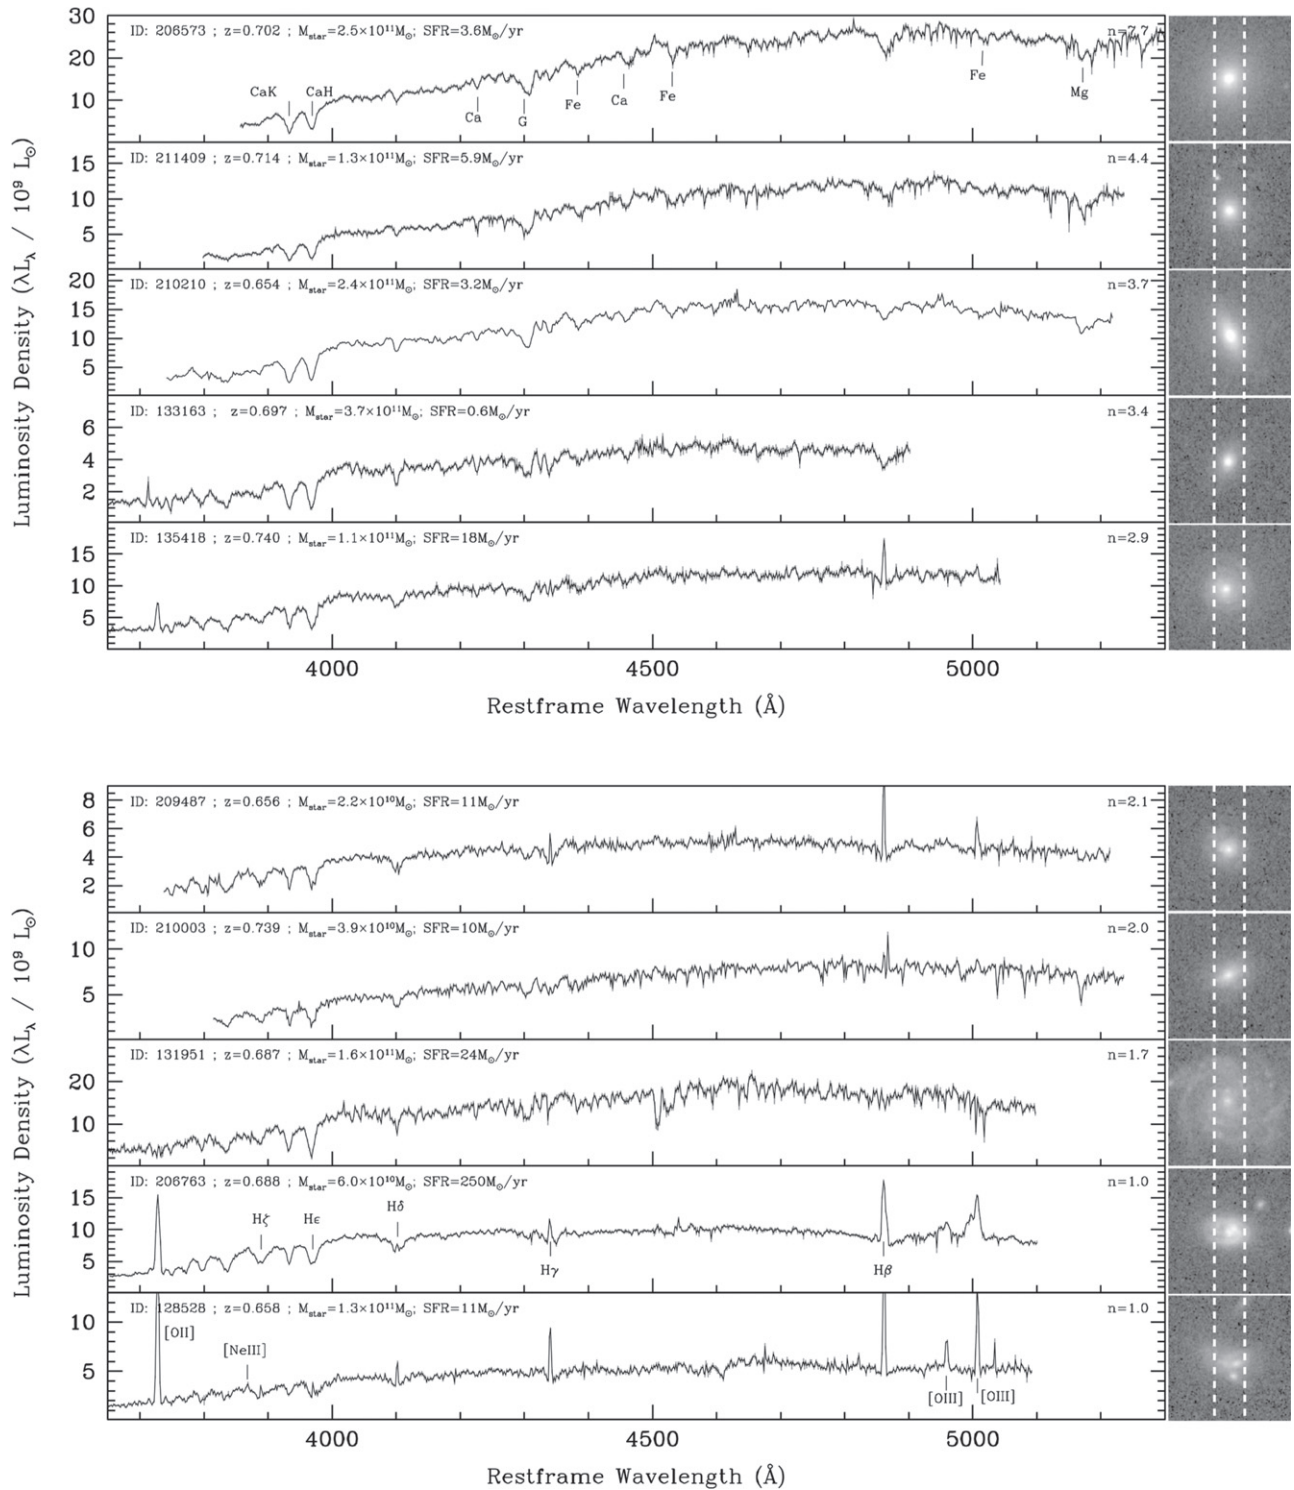 ID: 206573 ; z=0.702 ; Mstar=2.5×10¹¹M⊙; SFR=3.6M⊙/yr n=7.7
30
20
10
CaK CaH Ca G Fe Ca Fe Fe Mg
ID: 211409 ; z=0.714 ; Mstar=1.3×10¹¹M⊙; SFR=5.9M⊙/yr n=4.4
15
10
5
ID: 210210 ; z=0.654 ; Mstar=2.4×10¹¹M⊙; SFR=3.2M⊙/yr n=3.7
20
15
10
5
ID: 133163 ; z=0.697 ; Mstar=3.7×10¹¹M⊙; SFR=0.6M⊙/yr n=3.4
6
4
2
ID: 135418 ; z=0.740 ; Mstar=1.1×10¹¹M⊙; SFR=18M⊙/yr n=2.9
15
10
5
Luminosity Density (λLλ / 10⁹ L⊙)
4000 4500 5000
Restframe Wavelength (Å)
ID: 209487 ; z=0.656 ; Mstar=2.2×10¹⁰M⊙; SFR=11M⊙/yr n=2.1
8
6
4
2
ID: 210003 ; z=0.739 ; Mstar=3.9×10¹⁰M⊙; SFR=10M⊙/yr n=2.0
10
5
ID: 131951 ; z=0.687 ; Mstar=1.6×10¹¹M⊙; SFR=24M⊙/yr n=1.7
20
10
ID: 206763 ; z=0.688 ; Mstar=6.0×10¹⁰M⊙; SFR=250M⊙/yr n=1.0
15
10
5
Hζ Hε Hδ Hγ Hβ
ID: 128528 ; z=0.658 ; Mstar=1.3×10¹¹M⊙; SFR=11M⊙/yr n=1.0
10
5
[OII] [NeIII] [OIII] [OIII]
Luminosity Density (λLλ / 10⁹ L⊙)
4000 4500 5000
Restframe Wavelength (Å)